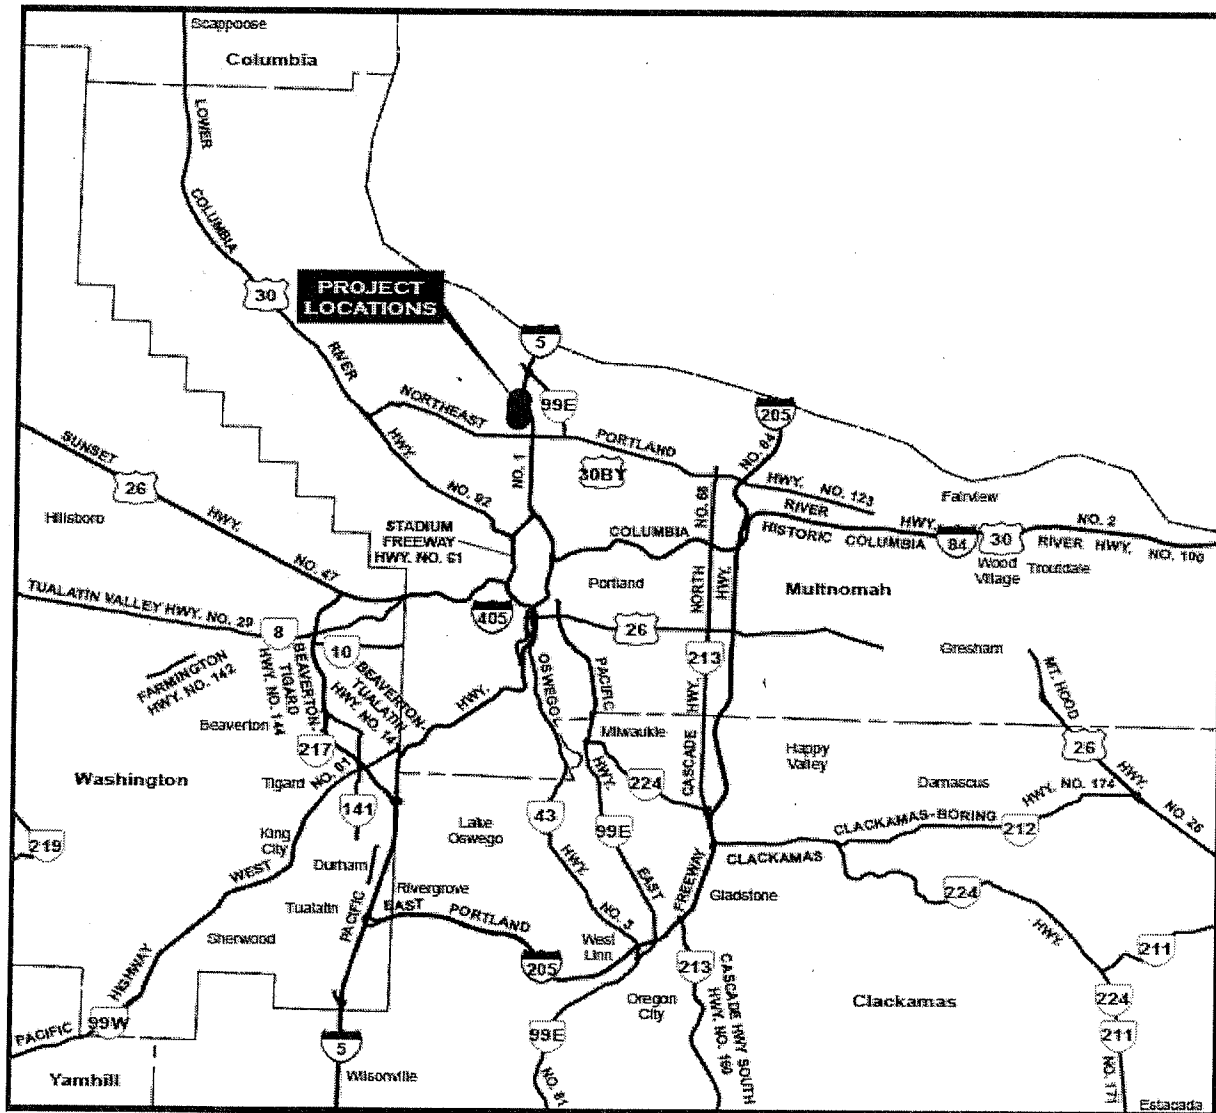 Scappoose
Columbia
LOWER
COLUMBIA
30
PROJECT
LOCATIONS
RIVER
5
NORTHEAST
99E
205
SUNSET
HWY.
PORTLAND
NO. 64
26
NO. 1
30BY
HWY. NO. 123
Hillsboro
HWY.
NO. 92
NO. 68
Fairview
STADIUM
FREEWAY
HWY. NO. 61
COLUMBIA
RIVER
HWY.
NO. 2
HISTORIC COLUMBIA
84
30
RIVER HWY.
NO. 100
NO. 47
Portland
NORTH
HWY.
Multnomah
Wood
Village
Troutdale
TUALATIN VALLEY HWY. NO. 29
8
405
26
10
213
Gresham
FARMINGTON
HWY. NO. 142
BEAVERTON-
TIGARD
HWY. NO. 144
BEAVERTON-
TUALATIN
HWY. NO. 141
HWY.
OSWEGO
PACIFIC
MT. HOOD
Beaverton
HWY.
Milwaukie
217
CASCADE
Happy
Valley
26
Washington
Tigard
NO. 91
HWY.
224
Damascus
HWY. NO. 174
HWY.
141
43
NO. 26
219
King
City
Lake
Oswego
99E
CLACKAMAS-BORING
212
WEST
Durham
HWY.
EAST
CLACKAMAS
Rivergrove
FREEWAY
Gladstone
224
Tualatin
PACIFIC
EAST
PORTLAND
NO. 3
HWY.
Sherwood
West
Linn
211
HIGHWAY
205
213
CASCADE HWY SOUTH
HWY. NO. 160
Oregon
City
Clackamas
224
99W
PACIFIC
99E
211
5
Yamhill
Wilsonville
NO. 81
NO. 171
Estacada